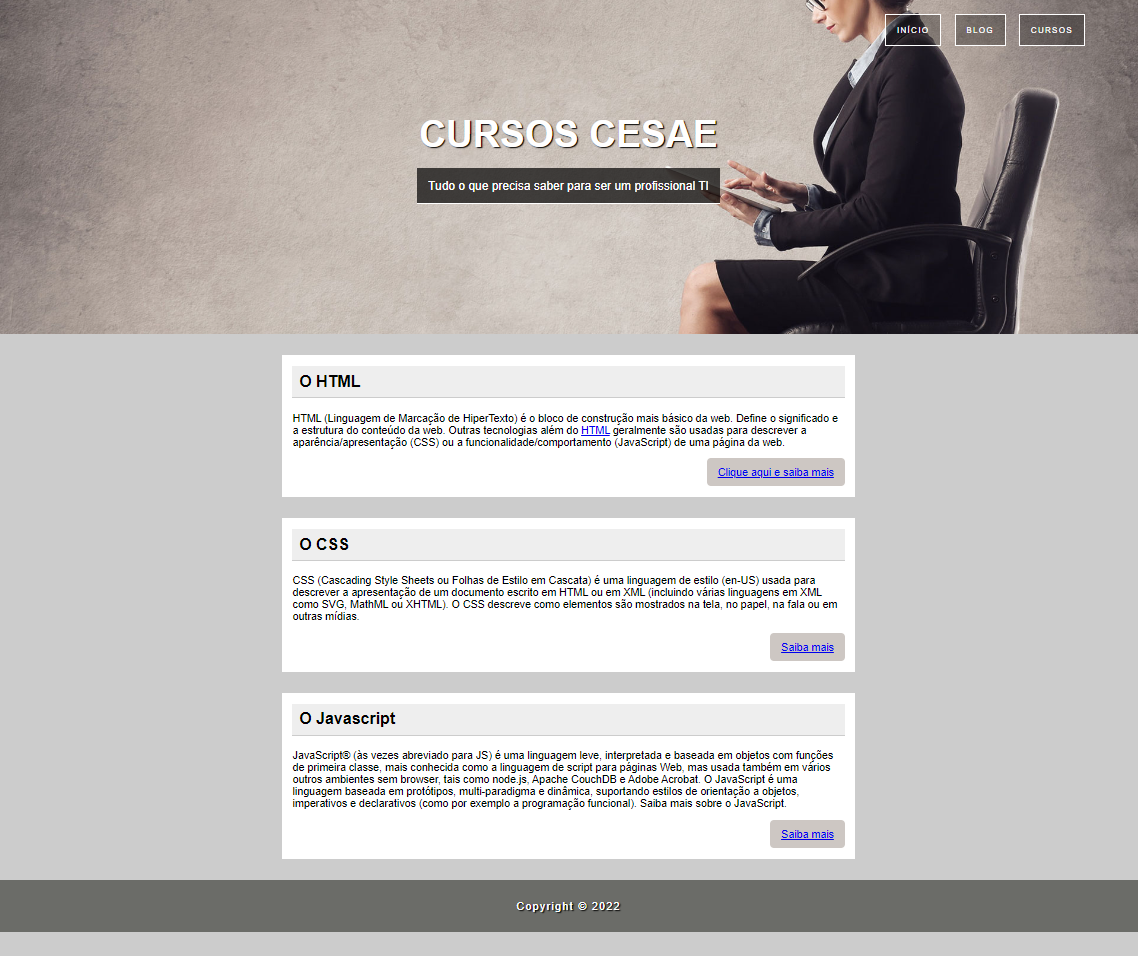 INÍCIO BLOG CURSOS
CURSOS CESAE
Tudo o que precisa saber para ser um profissional TI
O HTML
HTML (Linguagem de Marcação de HiperTexto) é o bloco de construção mais básico da web. Define o significado e
a estrutura do conteúdo da web. Outras tecnologias além do HTML geralmente são usadas para descrever a
aparência/apresentação (CSS) ou a funcionalidade/comportamento (JavaScript) de uma página da web.
Clique aqui e saiba mais
O CSS
CSS (Cascading Style Sheets ou Folhas de Estilo em Cascata) é uma linguagem de estilo (en-US) usada para
descrever a apresentação de um documento escrito em HTML ou em XML (incluindo várias linguagens em XML
como SVG, MathML ou XHTML). O CSS descreve como elementos são mostrados na tela, no papel, na fala ou em
outras mídias.
Saiba mais
O Javascript
JavaScript® (às vezes abreviado para JS) é uma linguagem leve, interpretada e baseada em objetos com funções
de primeira classe, mais conhecida como a linguagem de script para páginas Web, mas usada também em vários
outros ambientes sem browser, tais como node.js, Apache CouchDB e Adobe Acrobat. O JavaScript é uma
linguagem baseada em protótipos, multi-paradigma e dinâmica, suportando estilos de orientação a objetos,
imperativos e declarativos (como por exemplo a programação funcional). Saiba mais sobre o JavaScript.
Saiba mais
Copyright © 2022